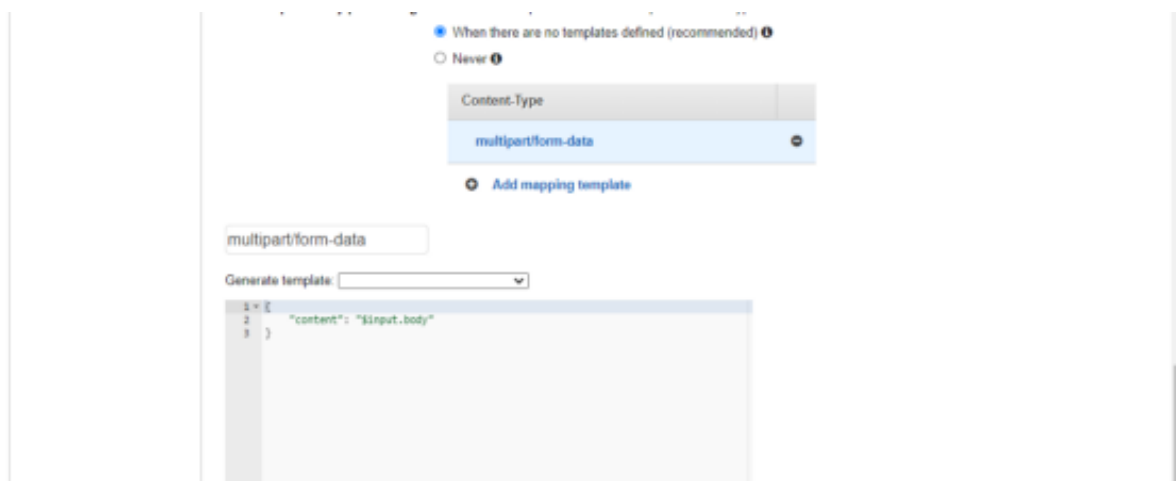 When there are no templates defined (recommended)
Never
Content-Type
multipart/form-data
Add mapping template
multipart/form-data
Generate template:
1 {
2 "content": "$input.body"
3 }